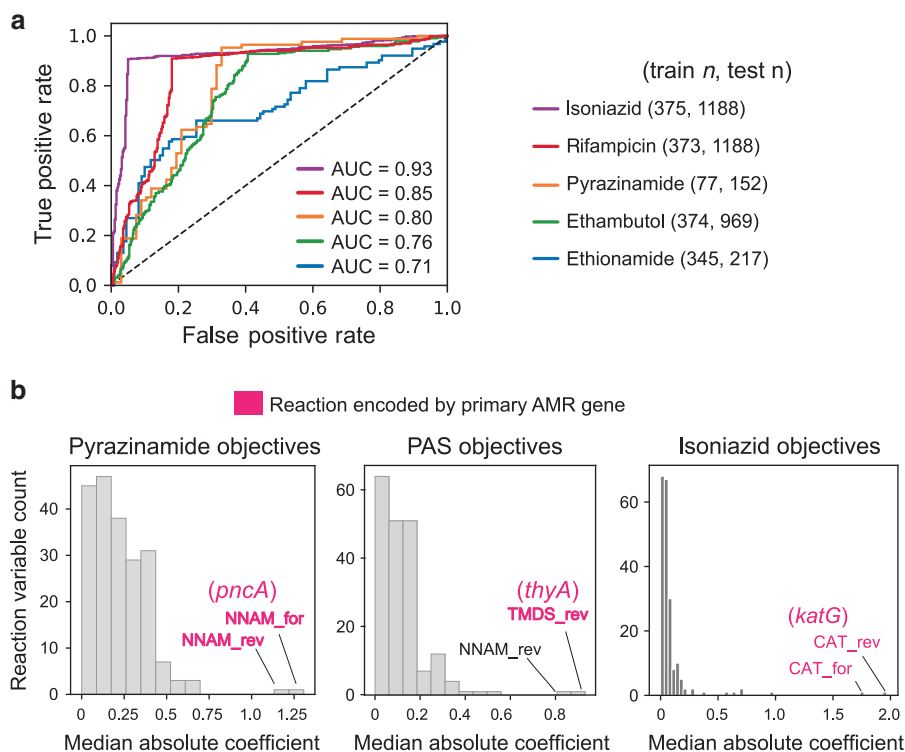 a
True positive rate
1.0
0.8
0.6
0.4
0.2
0.0
0.0 0.2 0.4 0.6 0.8 1.0
False positive rate
AUC = 0.93
AUC = 0.85
AUC = 0.80
AUC = 0.76
AUC = 0.71
(train n, test n)
Isoniazid (375, 1188)
Rifampicin (373, 1188)
Pyrazinamide (77, 152)
Ethambutol (374, 969)
Ethionamide (345, 217)
b
Reaction encoded by primary AMR gene
Pyrazinamide objectives
Reaction variable count
40
30
20
10
0
(pncA)
NNAM_for
NNAM_rev
0 0.25 0.75 1.00 1.25
Median absolute coefficient
PAS objectives
60
40
20
0
(thyA)
TMDS_rev
NNAM_rev
0 0.2 0.4 0.6 0.8
Median absolute coefficient
Isoniazid objectives
60
40
20
0
(katG)
CAT_rev
CAT_for
0 0.5 1.0 1.5 2.0
Median absolute coefficient